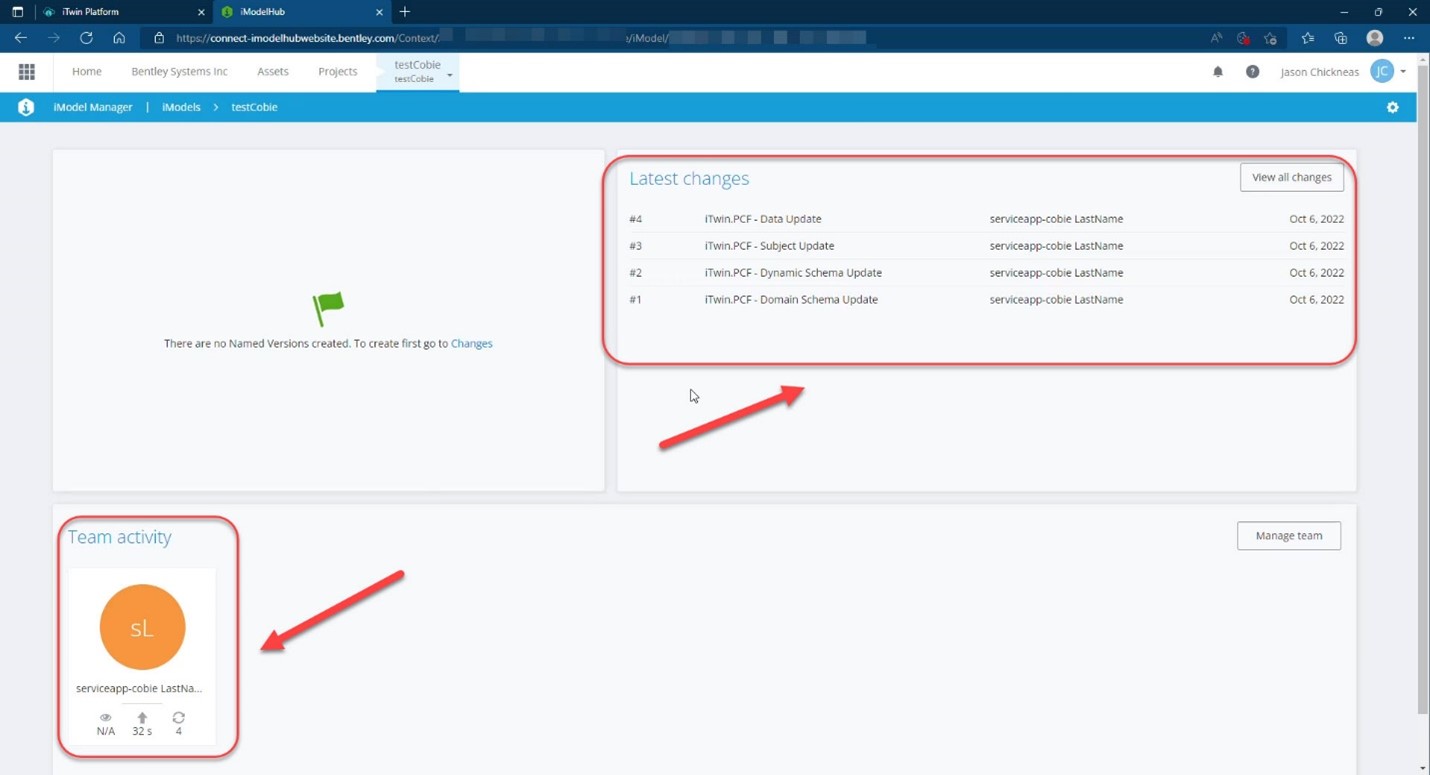 iTwin Platform
iModelHub
https://connect-imodelhubwebsite.bentley.com/Context/
/iModel/
Home
Bentley Systems Inc
Assets
Projects
testCobie
testCobie
Jason Chickneas
JC
iModel Manager | iModels > testCobie
There are no Named Versions created. To create first go to Changes
Latest changes
View all changes
#4 iTwin.PCF - Data Update serviceapp-cobie LastName Oct 6, 2022
#3 iTwin.PCF - Subject Update serviceapp-cobie LastName Oct 6, 2022
#2 iTwin.PCF - Dynamic Schema Update serviceapp-cobie LastName Oct 6, 2022
#1 iTwin.PCF - Domain Schema Update serviceapp-cobie LastName Oct 6, 2022
Team activity
Manage team
sL
serviceapp-cobie LastNa...
N/A 32 s 4